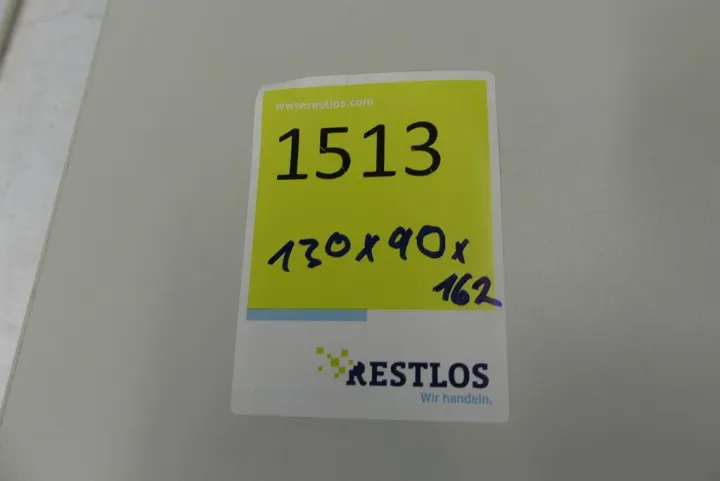 www.restlos.com
1513
130x90x
162
RESTLOS
Wir handeln.